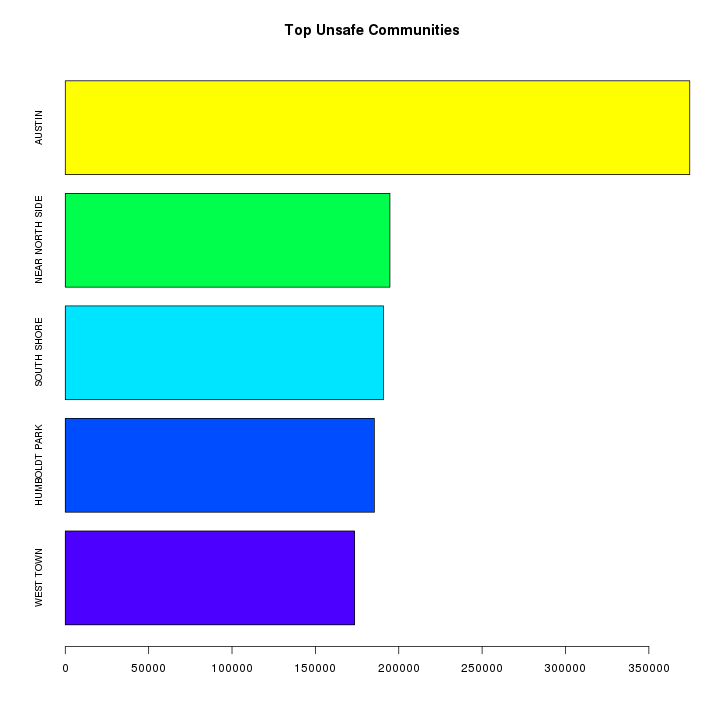 Top Unsafe Communities
AUSTIN
NEAR NORTH SIDE
SOUTH SHORE
HUMBOLDT PARK
WEST TOWN
0 50000 100000 150000 200000 250000 300000 350000